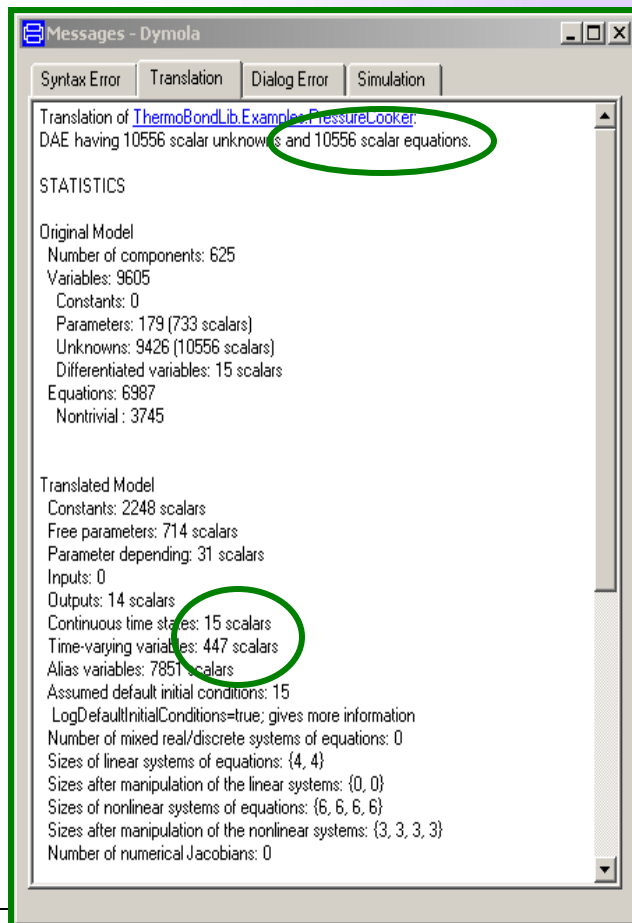 Messages - Dymola
Syntax Error Translation Dialog Error Simulation
Translation of ThermoBondLib.Examples.PressureCooker:
DAE having 10556 scalar unknowns and 10556 scalar equations.
STATISTICS
Original Model
Number of components: 625
Variables: 9605
Constants: 0
Parameters: 179 (733 scalars)
Unknowns: 9426 (10556 scalars)
Differentiated variables: 15 scalars
Equations: 6987
Nontrivial : 3745
Translated Model
Constants: 2248 scalars
Free parameters: 714 scalars
Parameter depending: 31 scalars
Inputs: 0
Outputs: 14 scalars
Continuous time states: 15 scalars
Time-varying variables: 447 scalars
Alias variables: 7851 scalars
Assumed default initial conditions: 15
LogDefaultInitialConditions=true; gives more information
Number of mixed real/discrete systems of equations: 0
Sizes of linear systems of equations: {4, 4}
Sizes after manipulation of the linear systems: {0, 0}
Sizes of nonlinear systems of equations: {6, 6, 6, 6}
Sizes after manipulation of the nonlinear systems: {3, 3, 3, 3}
Number of numerical Jacobians: 0